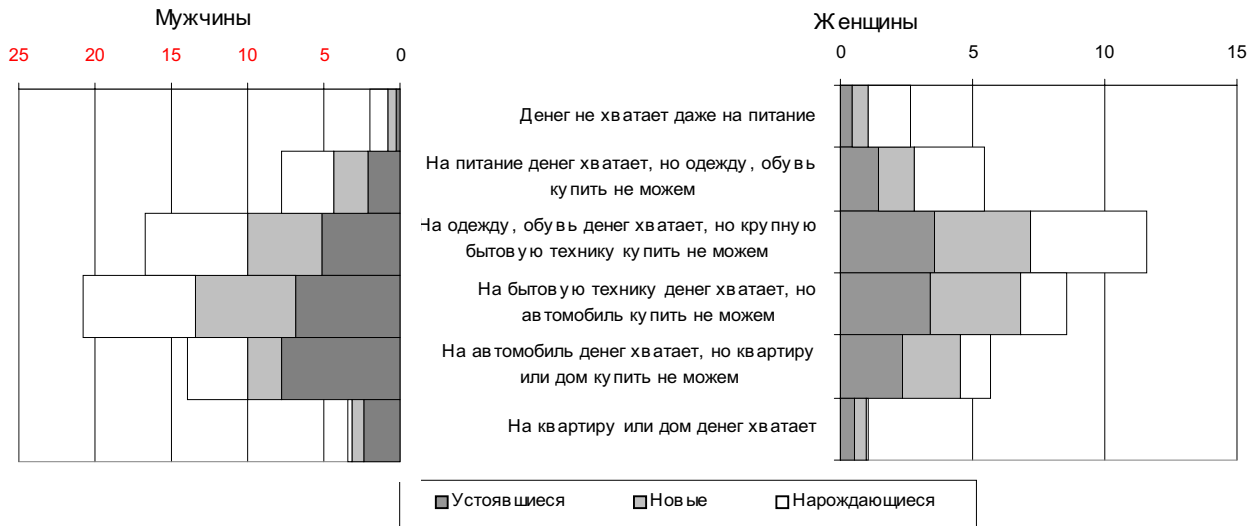 Мужчины
Женщины
25 20 15 10 5 0
0 5 10 15
Денег не хватает даже на питание
На питание денег хватает, но одежду, обувь
купить не можем
На одежду, обувь денег хватает, но крупную
бытовую технику купить не можем
На бытовую технику денег хватает, но
автомобиль купить не можем
На автомобиль денег хватает, но квартиру
или дом купить не можем
На квартиру или дом денег хватает
Устоявшиеся Новые Нарождающиеся